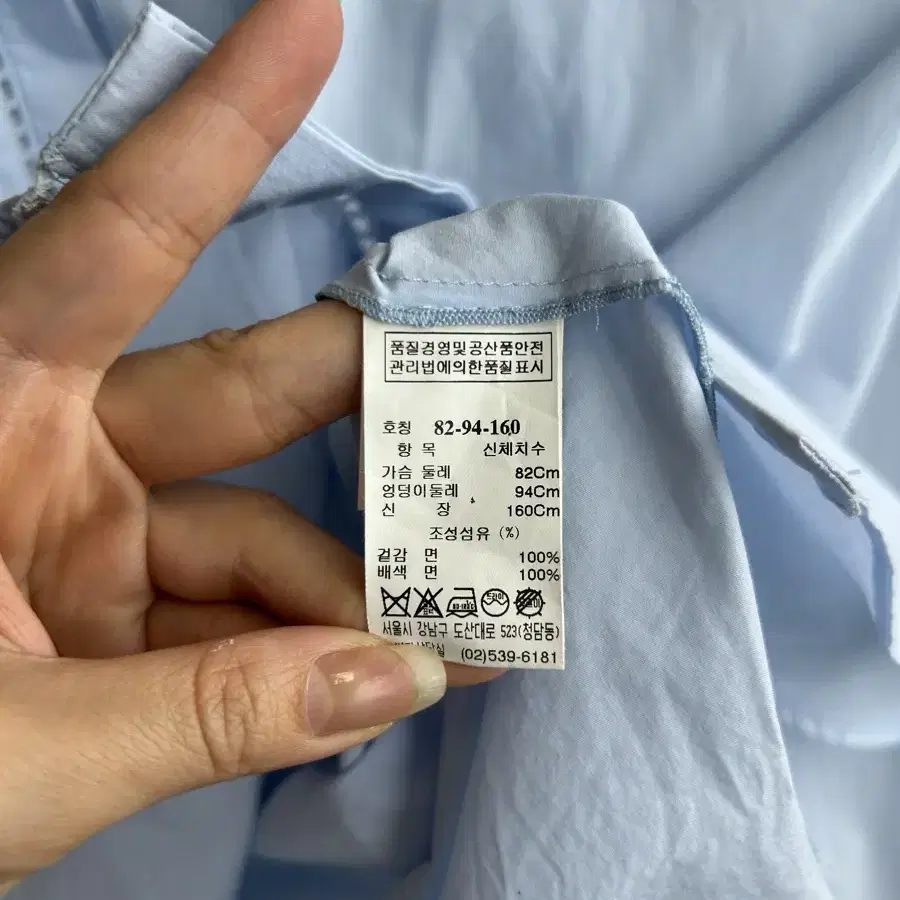 품질경영및공산품안전
관리법에의한품질표시
호칭 82-94-160
항 목 신체치수
가슴 둘레 82Cm
엉덩이둘레 94Cm
신 장 160Cm
조성섬유 (%)
겉감 면 100%
배색 면 100%
드라이
서울시 강남구 도산대로 523(청담동)
(02)539-6181